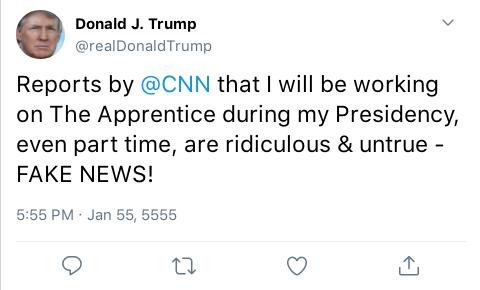 Donald J. Trump
@realDonaldTrump
Reports by @CNN that I will be working
on The Apprentice during my Presidency,
even part time, are ridiculous & untrue -
FAKE NEWS!
5:55 PM · Jan 55, 5555